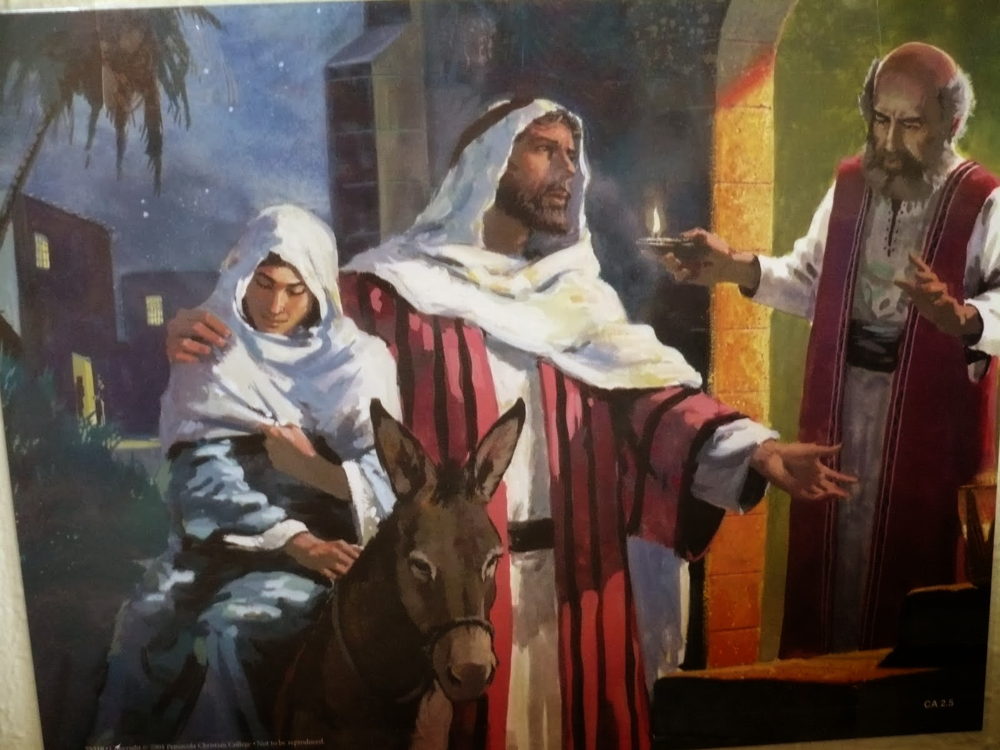 CA 2.5
Copyright © 2004 Pensacola Christian College • Not to be reproduced.